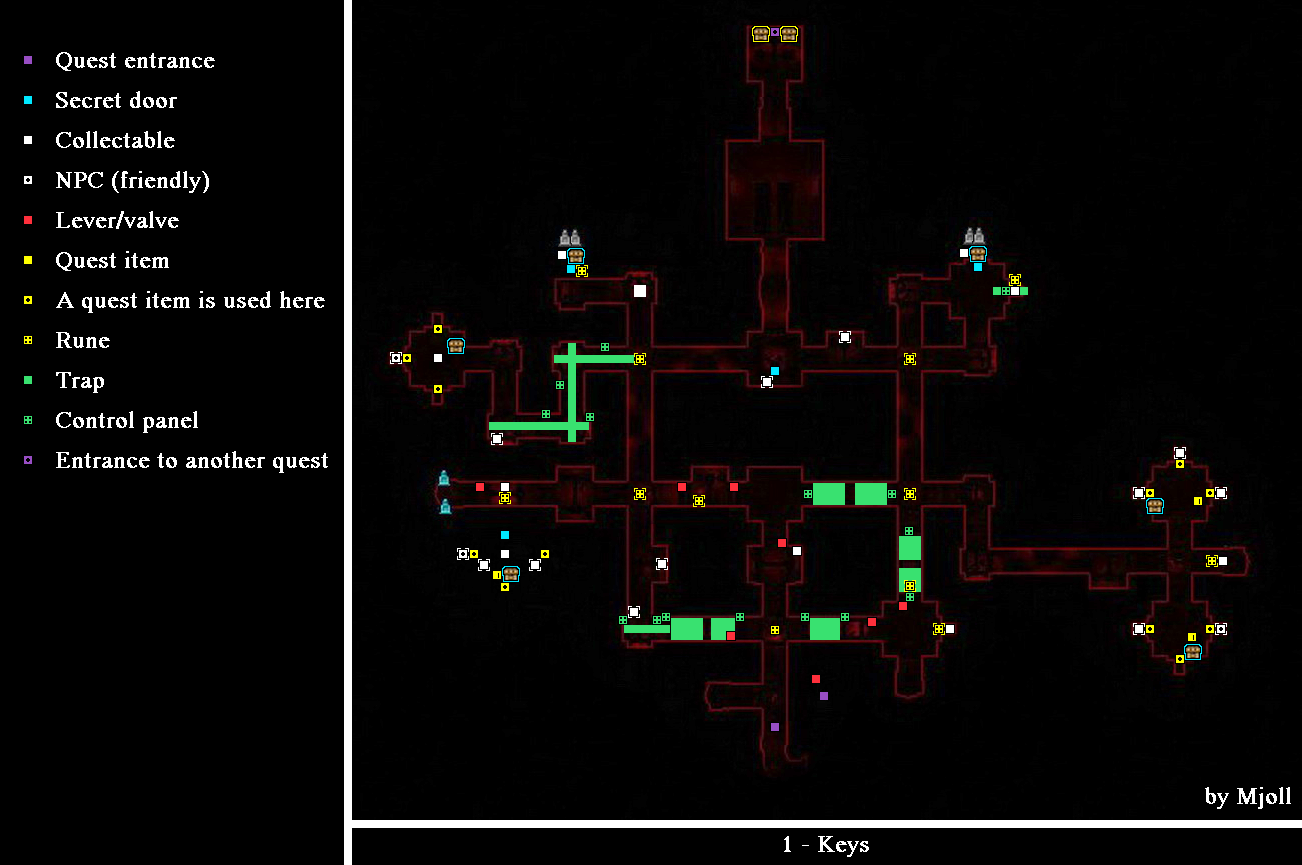 Quest entrance
Secret door
Collectable
NPC (friendly)
Lever/valve
Quest item
A quest item is used here
Rune
Trap
Control panel
Entrance to another quest
by Mjoll
1 - Keys